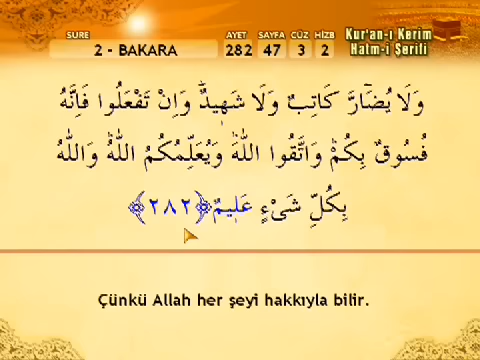 SURE AYET SAYFA CÜZ HİZB
2 - BAKARA 282 47 3 2
Kur'an-ı Kerim
Hatm-i Şerifi
وَلَا يُضَٓارَّ كَاتِبٌ وَلَا شَه۪يدٌۜ وَاِنْ تَفْعَلُوا فَاِنَّهُ
فُسُوقٌ بِكُمْۜ وَاتَّقُوا اللّٰهَۜ وَيُعَلِّمُكُمُ اللّٰهُۜ وَاللّٰهُ
بِكُلِّ شَيْءٍ عَل۪يمٌ ﴿٢٨٢﴾
Çünkü Allah her şeyi hakkıyla bilir.